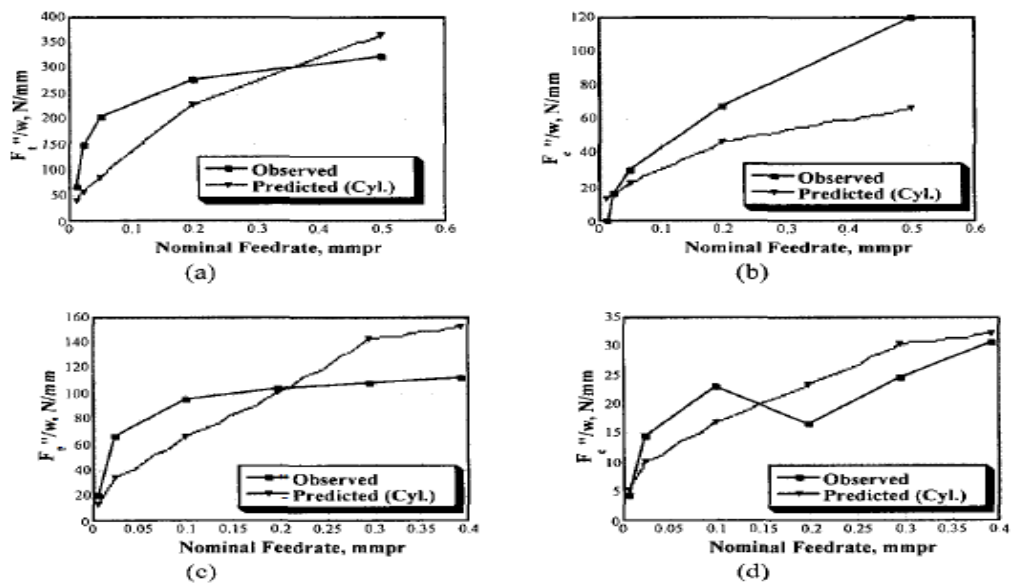 400
350
300
250
200
150
100
50
0
F t "/w, N/mm
Observed
Predicted (Cyl.)
0 0.1 0.2 0.3 0.4 0.5 0.6
Nominal Feedrate, mmpr
(a)
120
100
80
60
40
20
0
F c "/w, N/mm
Observed
Predicted (Cyl.)
0 0.1 0.2 0.3 0.4 0.5 0.6
Nominal Feedrate, mmpr
(b)
160
140
120
100
80
60
40
20
0
"/w, N/mm
Observed
Predicted (Cyl.)
0 0.05 0.1 0.15 0.2 0.25 0.3 0.35 0.4
Nominal Feedrate, mmpr
(c)
35
30
25
20
15
10
5
0
F c "/w, N/mm
Observed
Predicted (Cyl.)
0 0.05 0.1 0.15 0.2 0.25 0.3 0.35 0.4
Nominal Feedrate, mmpr
(d)